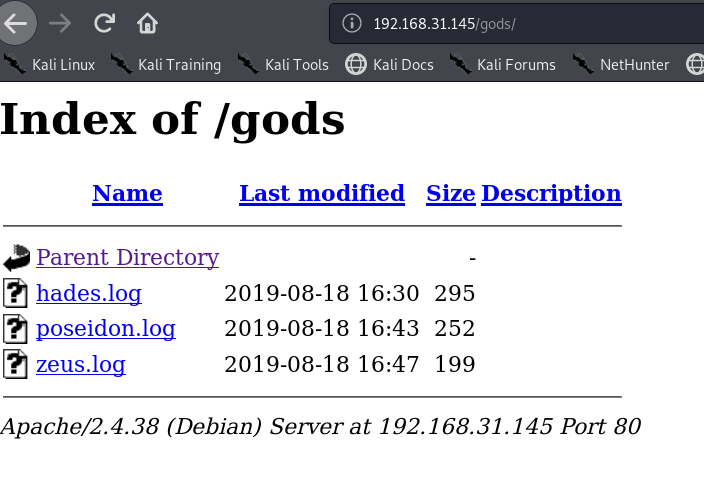 192.168.31.145/gods/
Kali Linux Kali Training Kali Tools Kali Docs Kali Forums NetHunter
Index of /gods
Name Last modified Size Description
Parent Directory -
hades.log 2019-08-18 16:30 295
poseidon.log 2019-08-18 16:43 252
zeus.log 2019-08-18 16:47 199
Apache/2.4.38 (Debian) Server at 192.168.31.145 Port 80